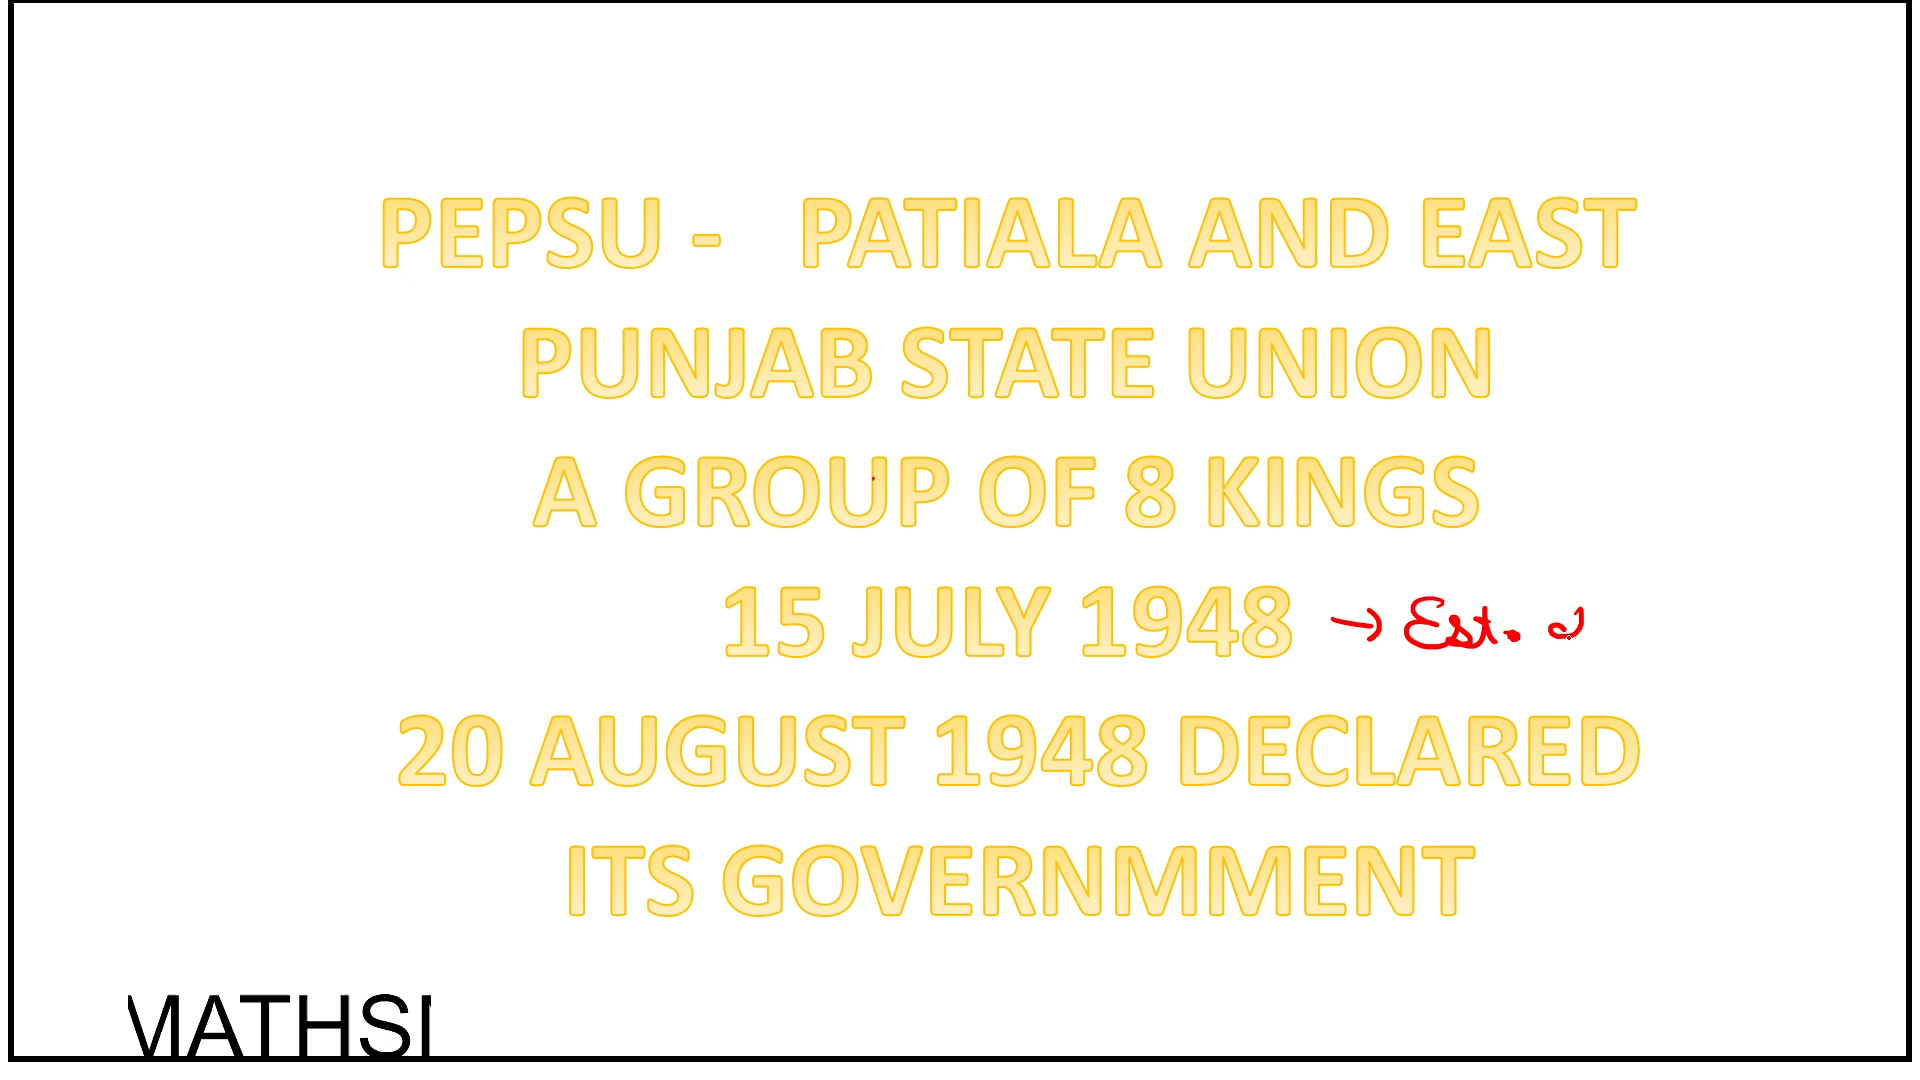 PEPSU - PATIALA AND EAST
PUNJAB STATE UNION
A GROUP OF 8 KINGS
15 JULY 1948 → Est.
20 AUGUST 1948 DECLARED
ITS GOVERNMMENT
MATHSI